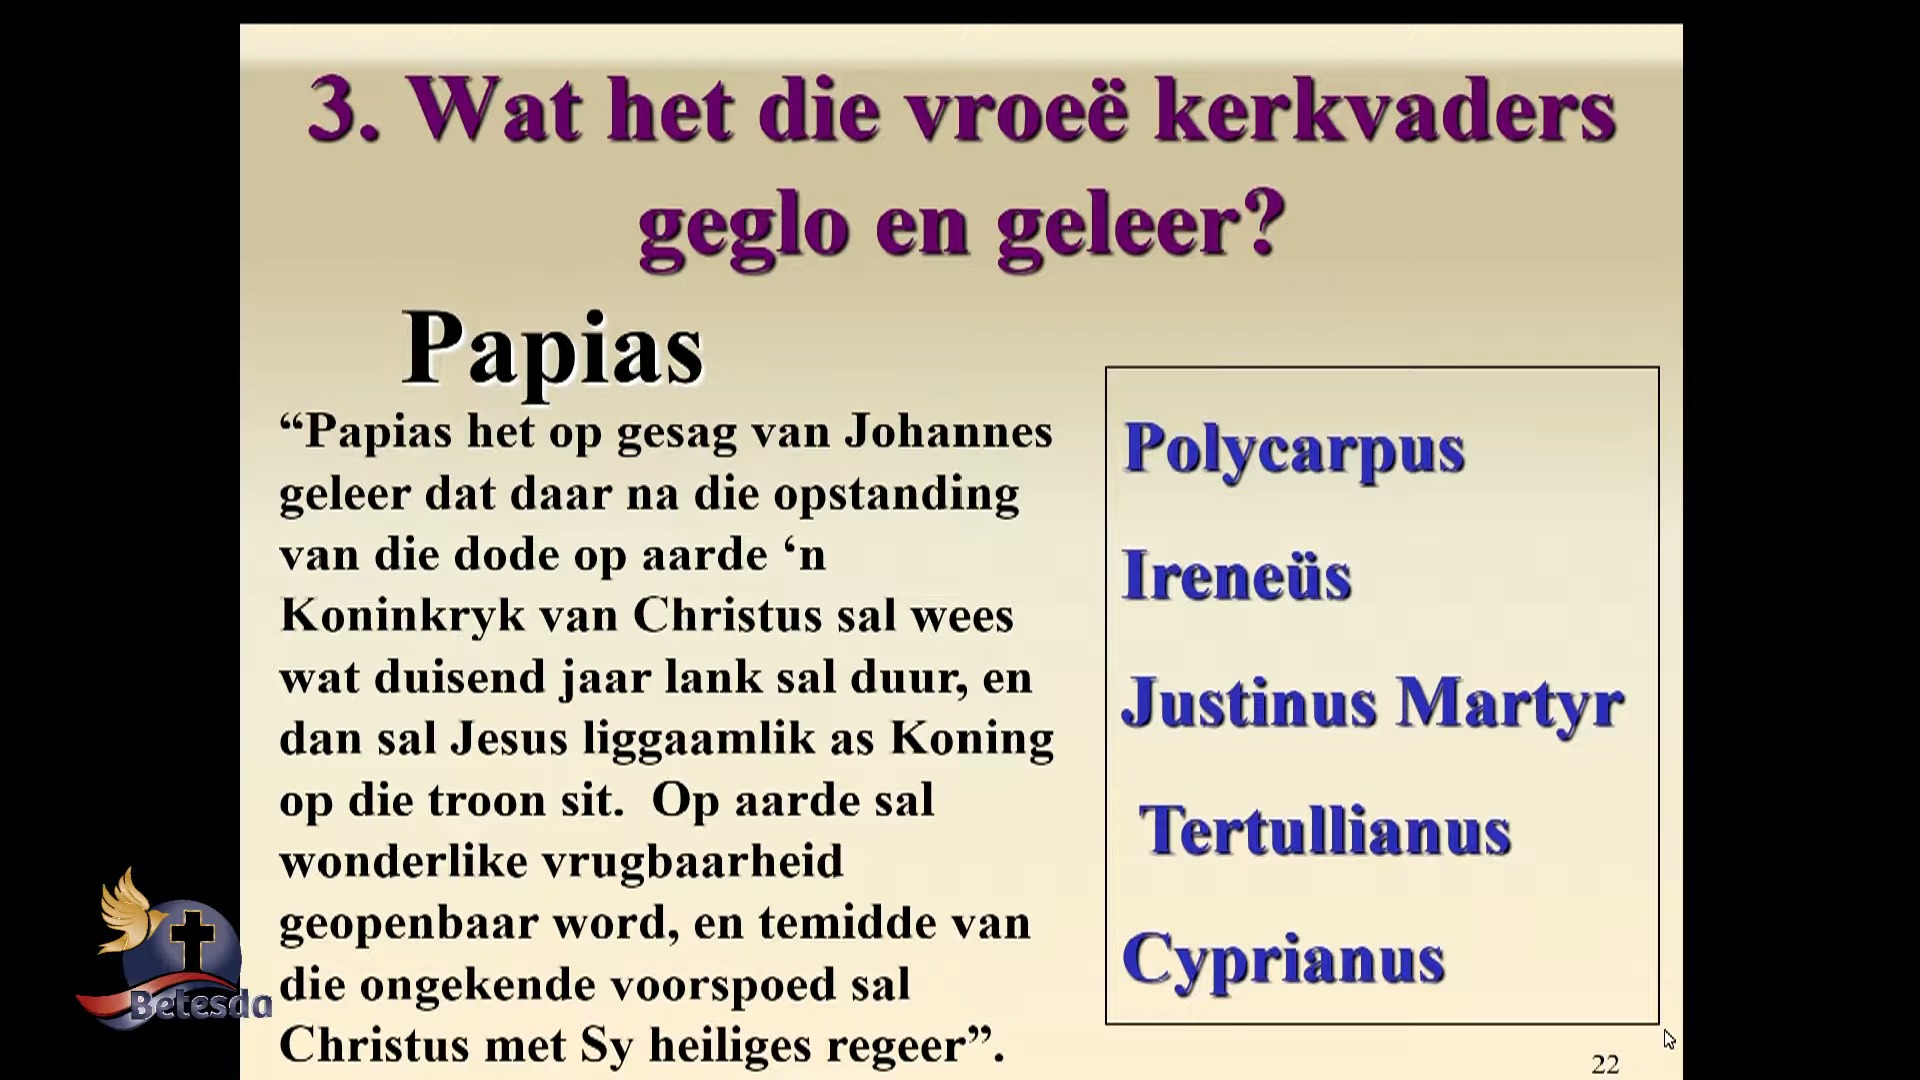 3. Wat het die vroeë kerkvaders
geglo en geleer?
Papias
“Papias het op gesag van Johannes
geleer dat daar na die opstanding
van die dode op aarde ‘n
Koninkryk van Christus sal wees
wat duisend jaar lank sal duur, en
dan sal Jesus liggaamlik as Koning
op die troon sit.  Op aarde sal
wonderlike vrugbaarheid
geopenbaar word, en temidde van
die ongekende voorspoed sal
Christus met Sy heiliges regeer”.
Polycarpus
Ireneüs
Justinus Martyr
Tertullianus
Cyprianus
Betesda
22